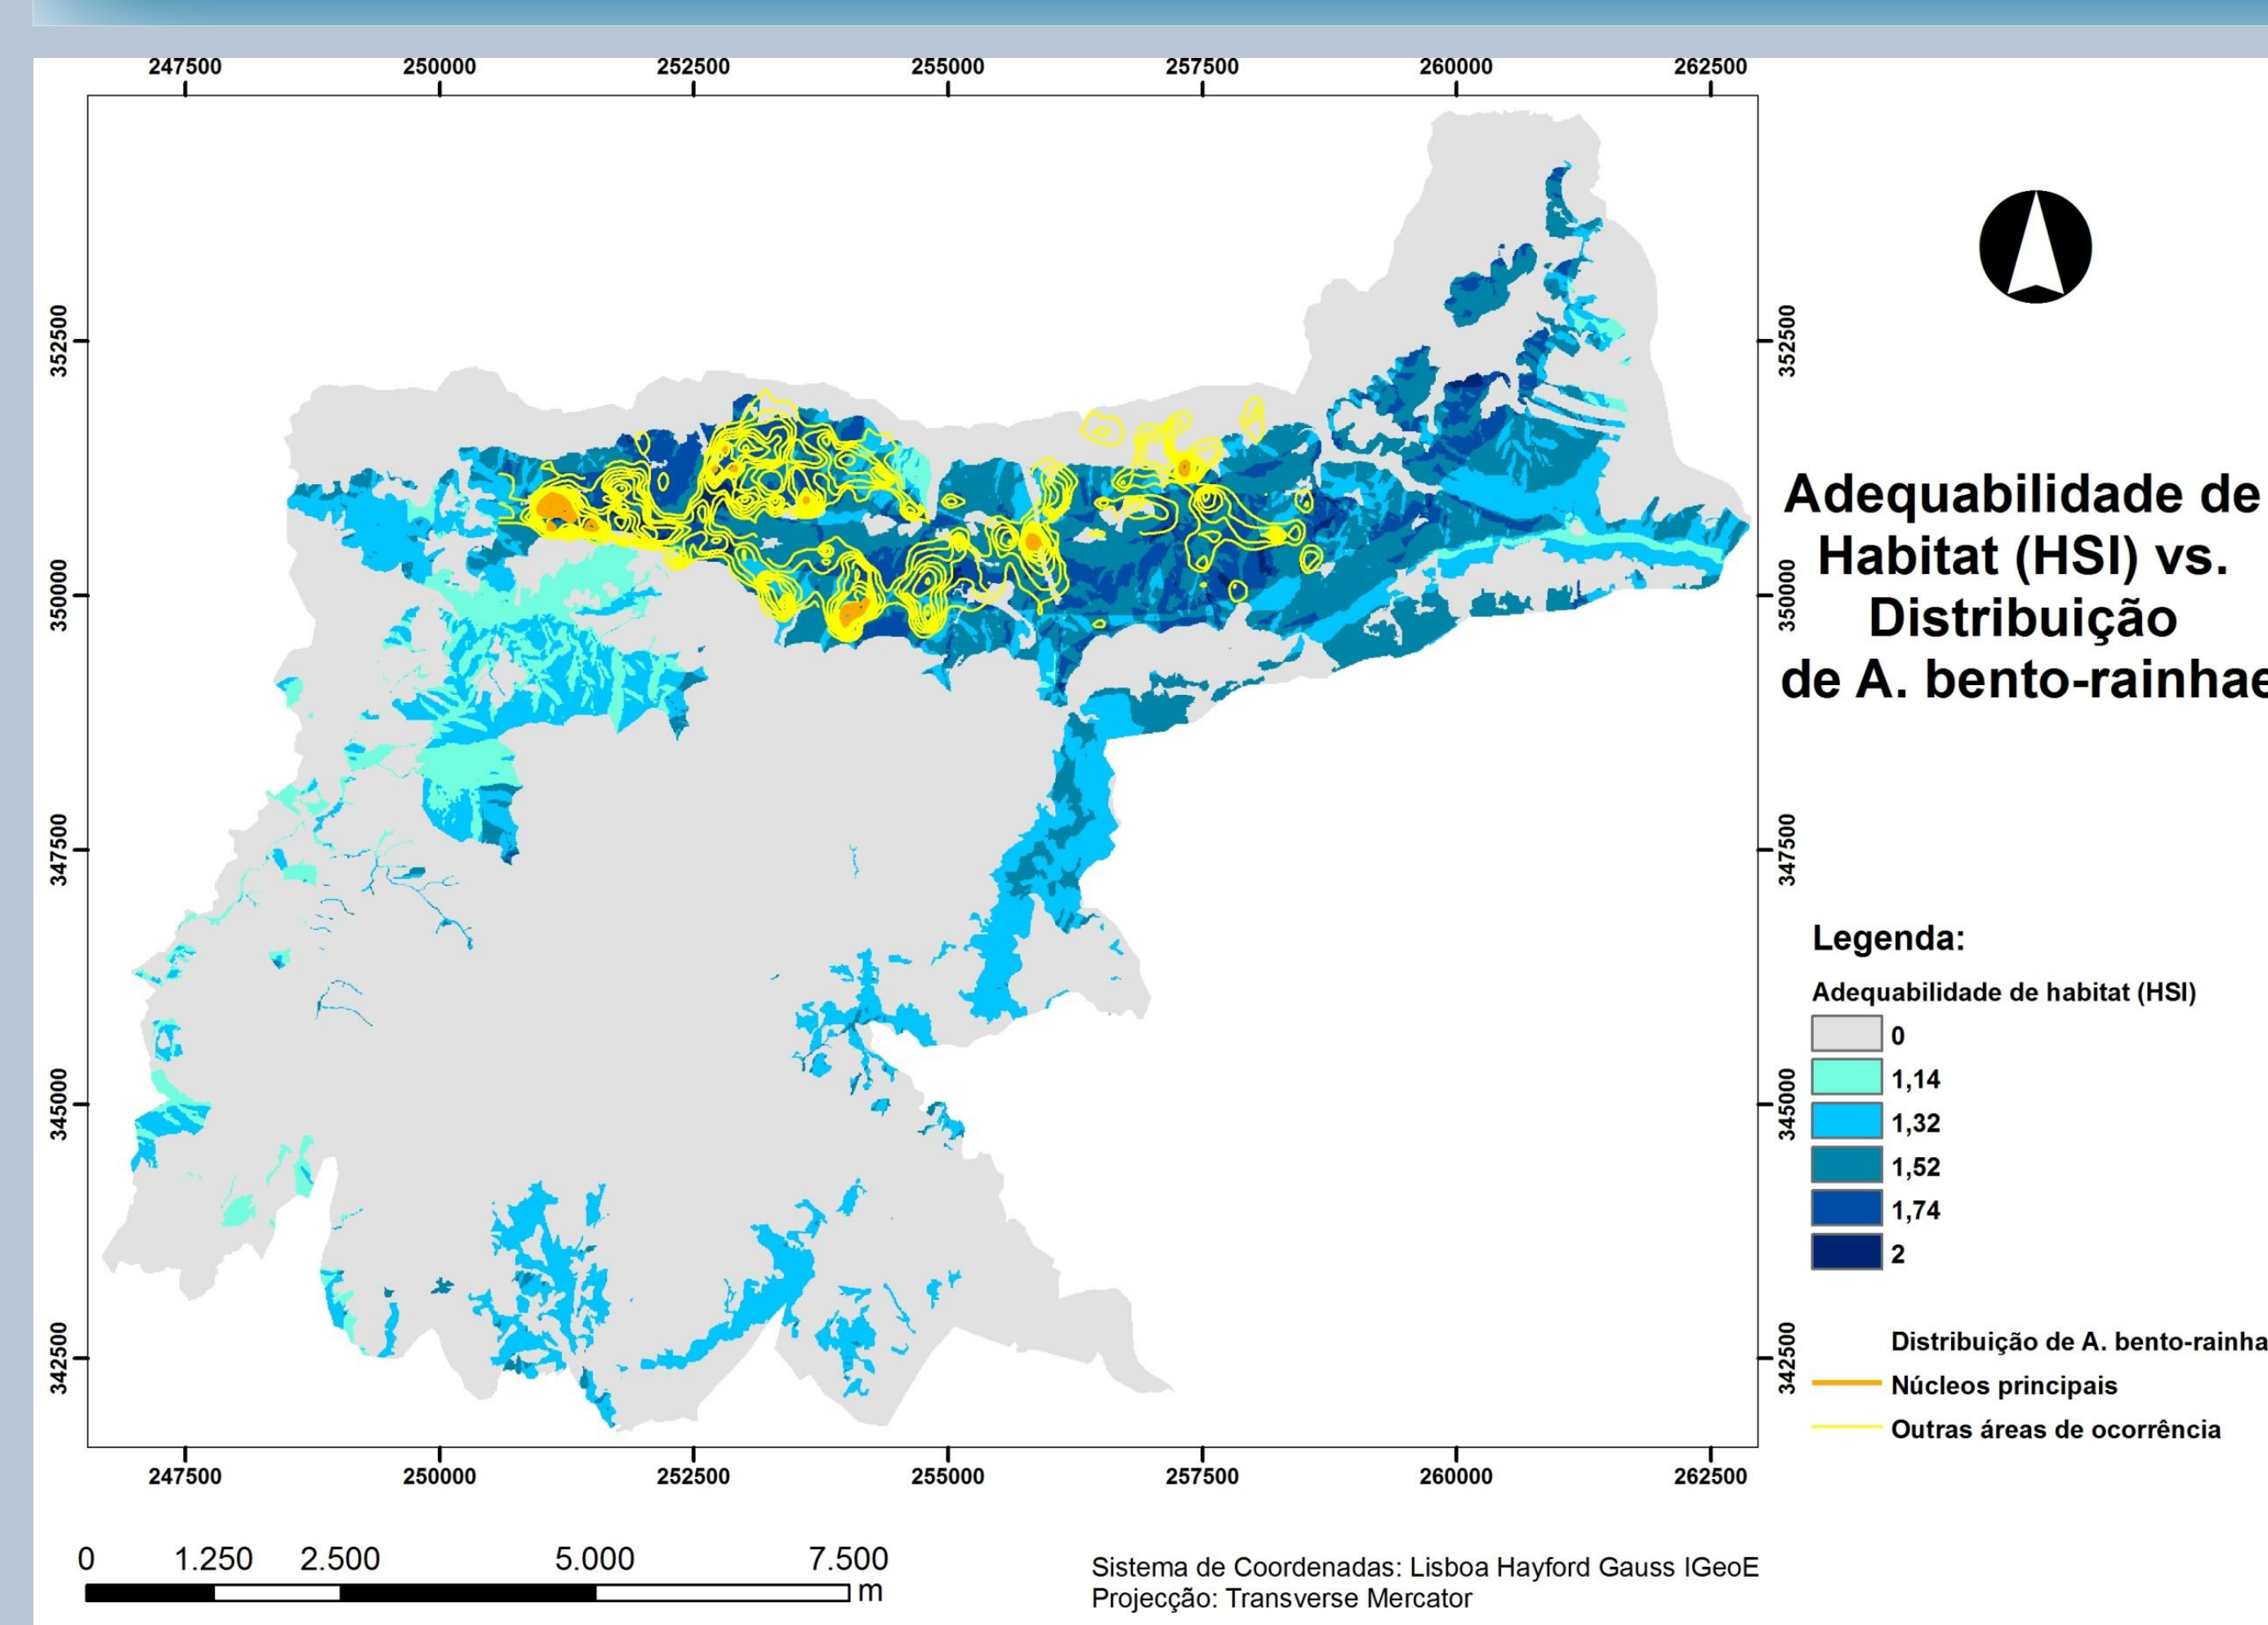 247500 250000 252500 255000 257500 260000 262500
352500 352500
350000 350000
347500 347500
345000 345000
342500 342500
247500 250000 252500 255000 257500 260000 262500
Adequabilidade de
Habitat (HSI) vs.
Distribuição
de A. bento-rainhae
Legenda:
Adequabilidade de habitat (HSI)
0
1,14
1,32
1,52
1,74
2
Distribuição de A. bento-rainha
Núcleos principais
Outras áreas de ocorrência
0 1.250 2.500 5.000 7.500
m
Sistema de Coordenadas: Lisboa Hayford Gauss IGeoE
Projecção: Transverse Mercator